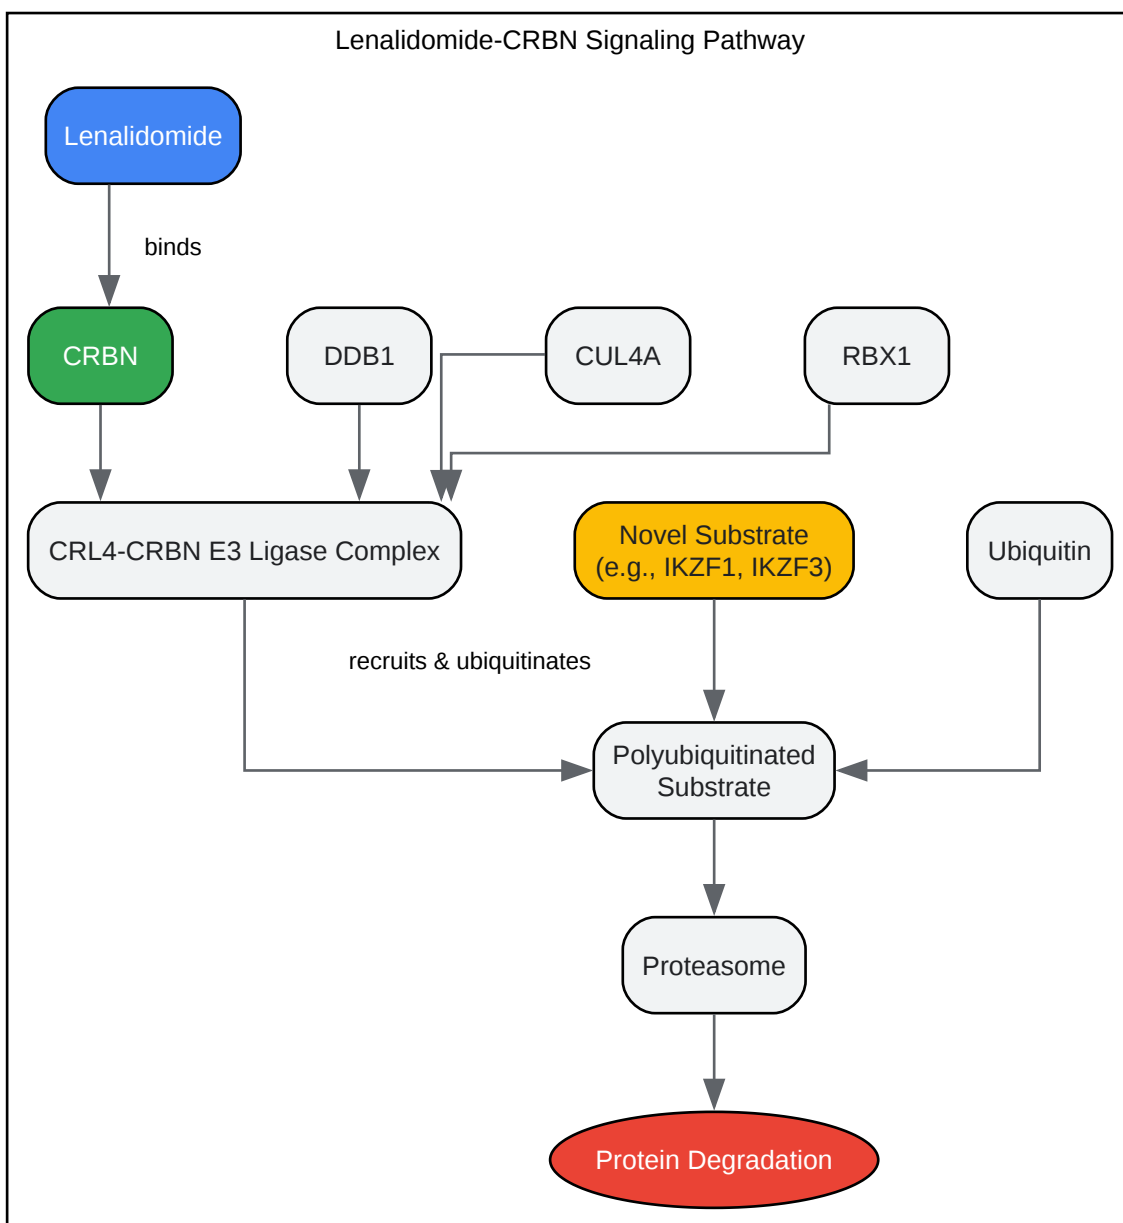 Lenalidomide-CRBN Signaling Pathway
Lenalidomide
binds
CRBN
DDB1
CUL4A
RBX1
CRL4-CRBN E3 Ligase Complex
Novel Substrate
(e.g., IKZF1, IKZF3)
Ubiquitin
recruits & ubiquitinates
Polyubiquitinated
Substrate
Proteasome
Protein Degradation